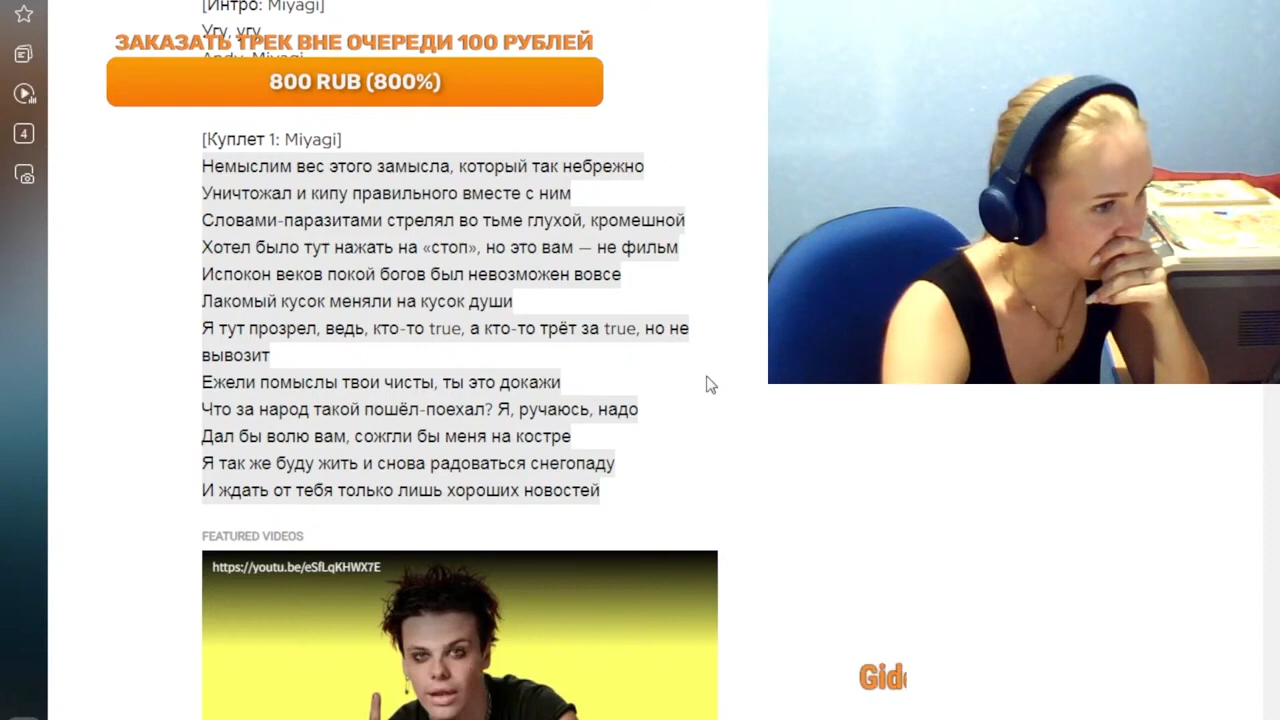 [Интро: Miyagi]
Угу, угу
ЗАКАЗАТЬ ТРЕК ВНЕ ОЧЕРЕДИ 100 РУБЛЕЙ
Andy, Miyagi
800 RUB (800%)
[Куплет 1: Miyagi]
Немыслим вес этого замысла, который так небрежно
Уничтожал и кипу правильного вместе с ним
Словами-паразитами стрелял во тьме глухой, кромешной
Хотел было тут нажать на «стоп», но это вам — не фильм
Испокон веков покой богов был невозможен вовсе
Лакомый кусок меняли на кусок души
Я тут прозрел, ведь, кто-то true, а кто-то трёт за true, но не
вывозит
Ежели помыслы твои чисты, ты это докажи
Что за народ такой пошёл-поехал? Я, ручаюсь, надо
Дал бы волю вам, сожгли бы меня на костре
Я так же буду жить и снова радоваться снегопаду
И ждать от тебя только лишь хороших новостей
FEATURED VIDEOS
https://youtu.be/eSfLqKHWX7E
4